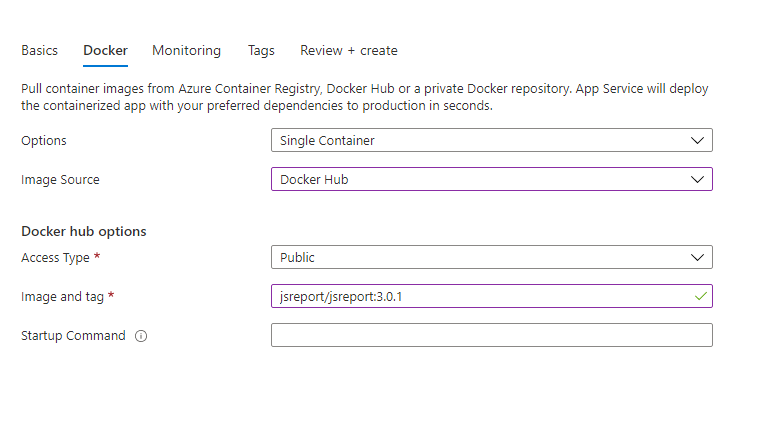 Basics Docker Monitoring Tags Review + create
Pull container images from Azure Container Registry, Docker Hub or a private Docker repository. App Service will deploy
the containerized app with your preferred dependencies to production in seconds.
Options Single Container
Image Source Docker Hub
Docker hub options
Access Type * Public
Image and tag * jsreport/jsreport:3.0.1
Startup Command